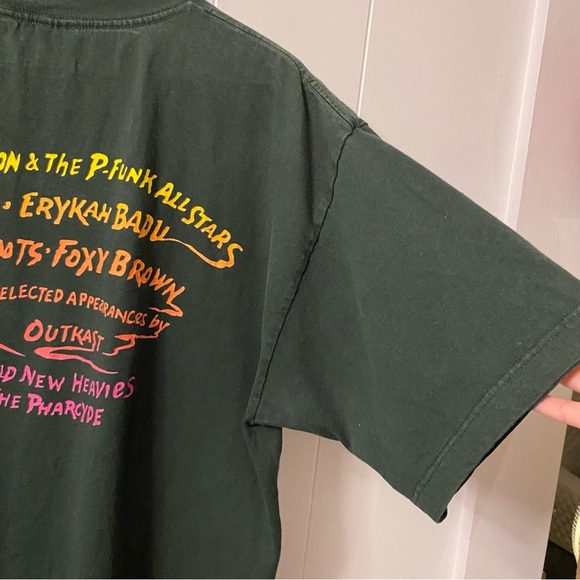 ON & THE P-FUNK ALL STARS
• ERYKAH BADU
OTS • FOXY BROWN
ELECTED APPEARANCES by
OUTKAST
D NEW HEAVIES
HE PHARCYDE